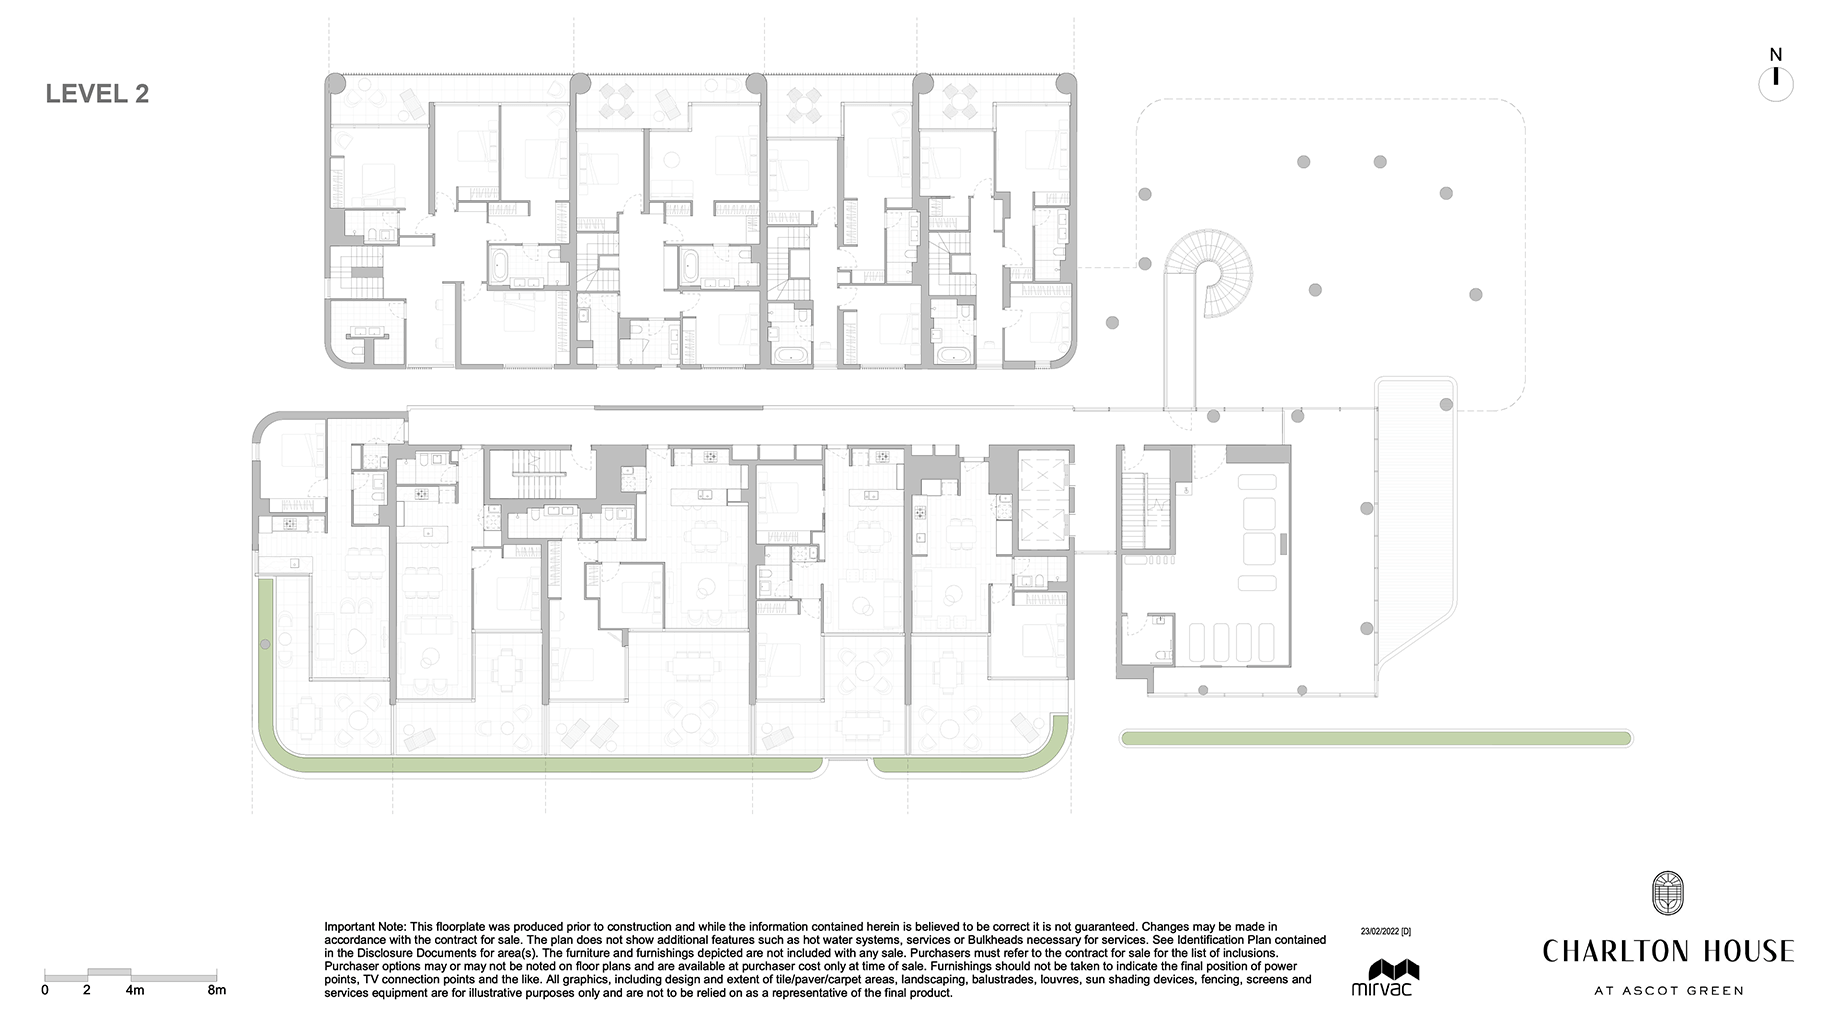 LEVEL 2
N
Important Note: This floorplate was produced prior to construction and while the information contained herein is believed to be correct it is not guaranteed. Changes may be made in
accordance with the contract for sale. The plan does not show additional features such as hot water systems, services or Bulkheads necessary for services. See Identification Plan contained
in the Disclosure Documents for area(s). The furniture and furnishings depicted are not included with any sale. Purchasers must refer to the contract for sale for the list of inclusions.
Purchaser options may or may not be noted on floor plans and are available at purchaser cost only at time of sale. Furnishings should not be taken to indicate the final position of power
points, TV connection points and the like. All graphics, including design and extent of tile/paver/carpet areas, landscaping, balustrades, louvres, sun shading devices, fencing, screens and
services equipment are for illustrative purposes only and are not to be relied on as a representative of the final product.
23/02/2022 [D]
mirvac
CHARLTON HOUSE
AT ASCOT GREEN
0 2 4m 8m